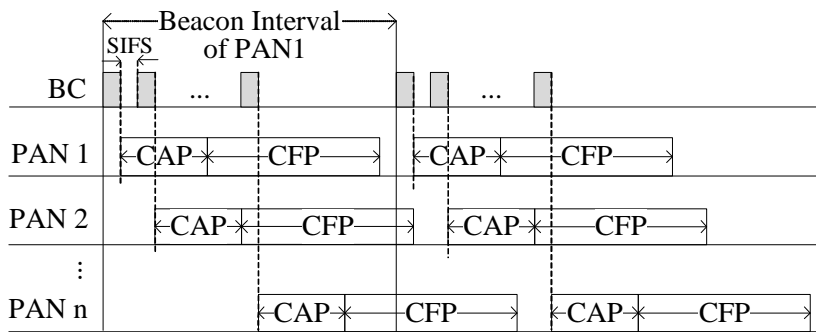 Beacon Interval
of PAN1
SIFS
BC
...
...
PAN 1
CAP
CFP
CAP
CFP
PAN 2
CAP
CFP
CAP
CFP
...
PAN n
CAP
CFP
CAP
CFP